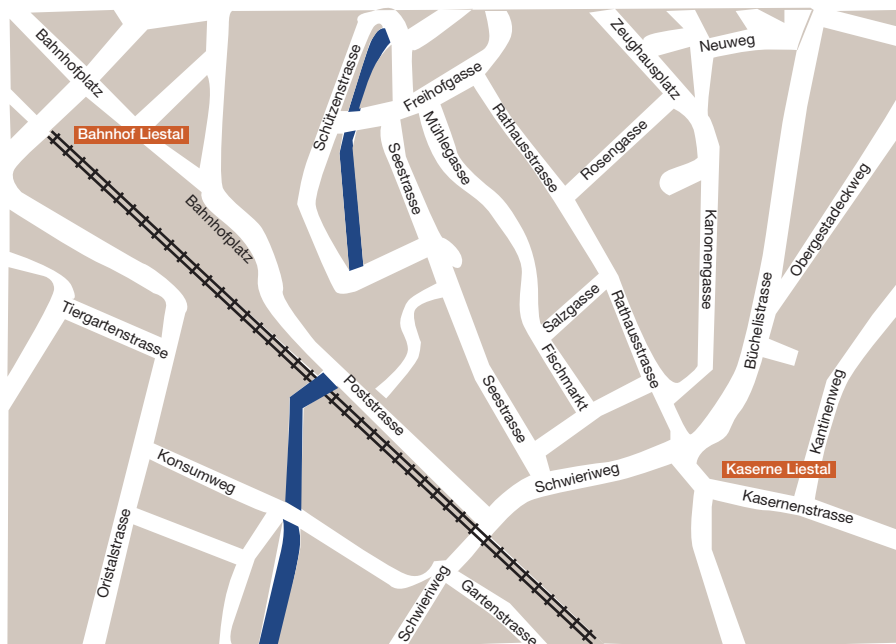 Bahnhofplatz
Zeughausplatz
Neuweg
Schützenstrasse
Freihofgasse
Bahnhof Liestal
Mühlegasse
Rathausstrasse
Rosengasse
Seestrasse
Bahnhofplatz
Kanonengasse
Obergestadeckweg
Tiergartenstrasse
Salzgasse
Rathausstrasse
Büchelistrasse
Fischmarkt
Poststrasse
Seestrasse
Kantinenweg
Konsumweg
Schwieriweg
Kaserne Liestal
Kasernenstrasse
Oristalstrasse
Schwieriweg
Gartenstrasse